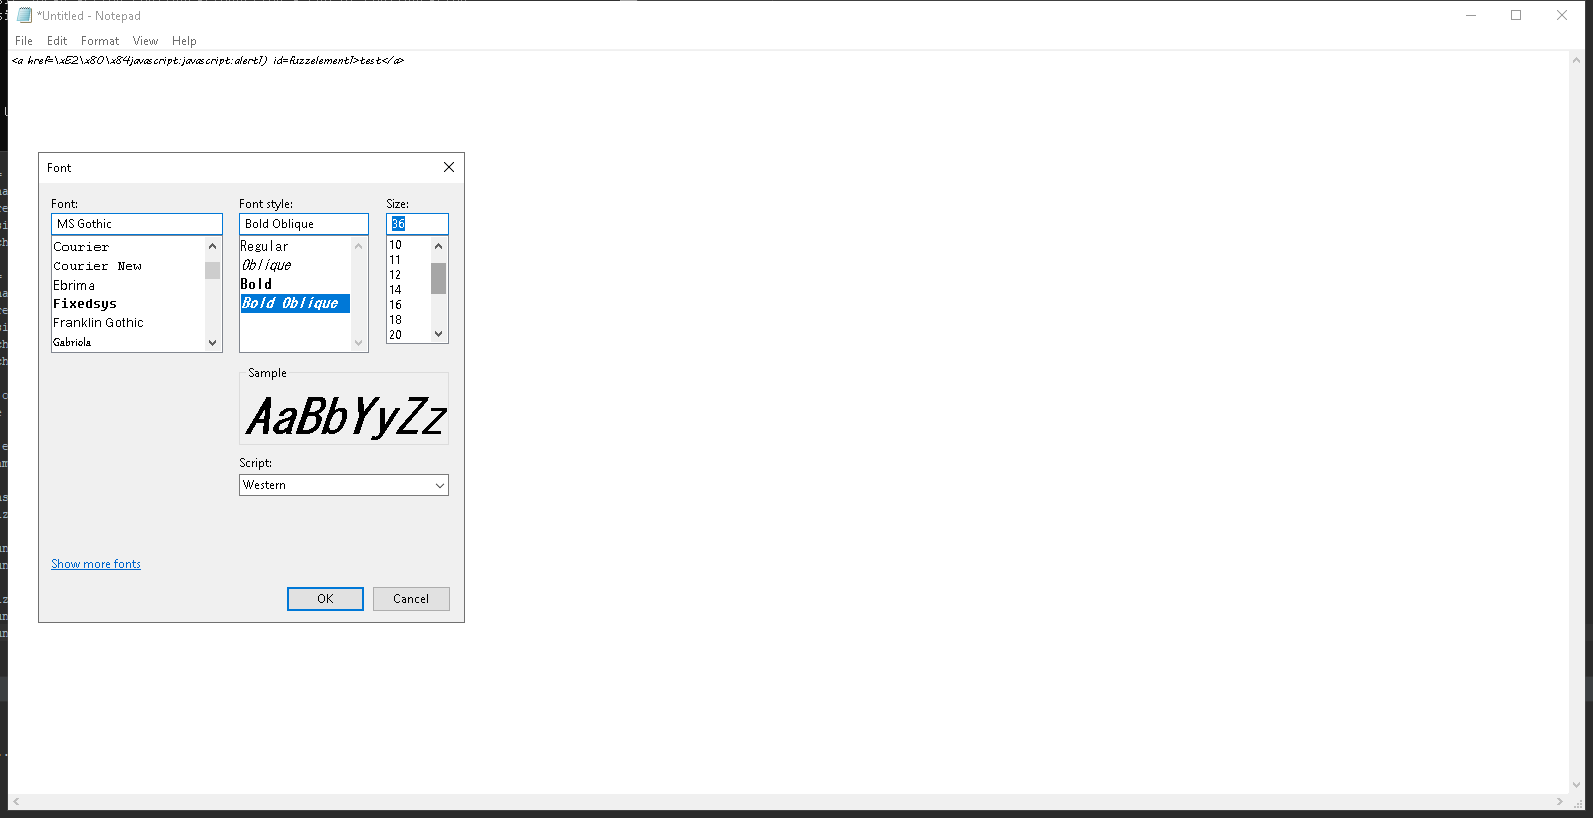 *Untitled - Notepad
File Edit Format View Help
<a href=\xE2\x80\x84javascript:javascript:alert1) id=fuzzelement1>test</a>
Font
Font: Font style: Size:
MS Gothic Bold Oblique 36
Courier Regular 10
Courier New Oblique 11
Ebrima Bold 12
Fixedsys Bold Oblique 14
Franklin Gothic 16
Gabriola 18
20
Sample
AaBbYyZz
Script:
Western
Show more fonts
OK Cancel